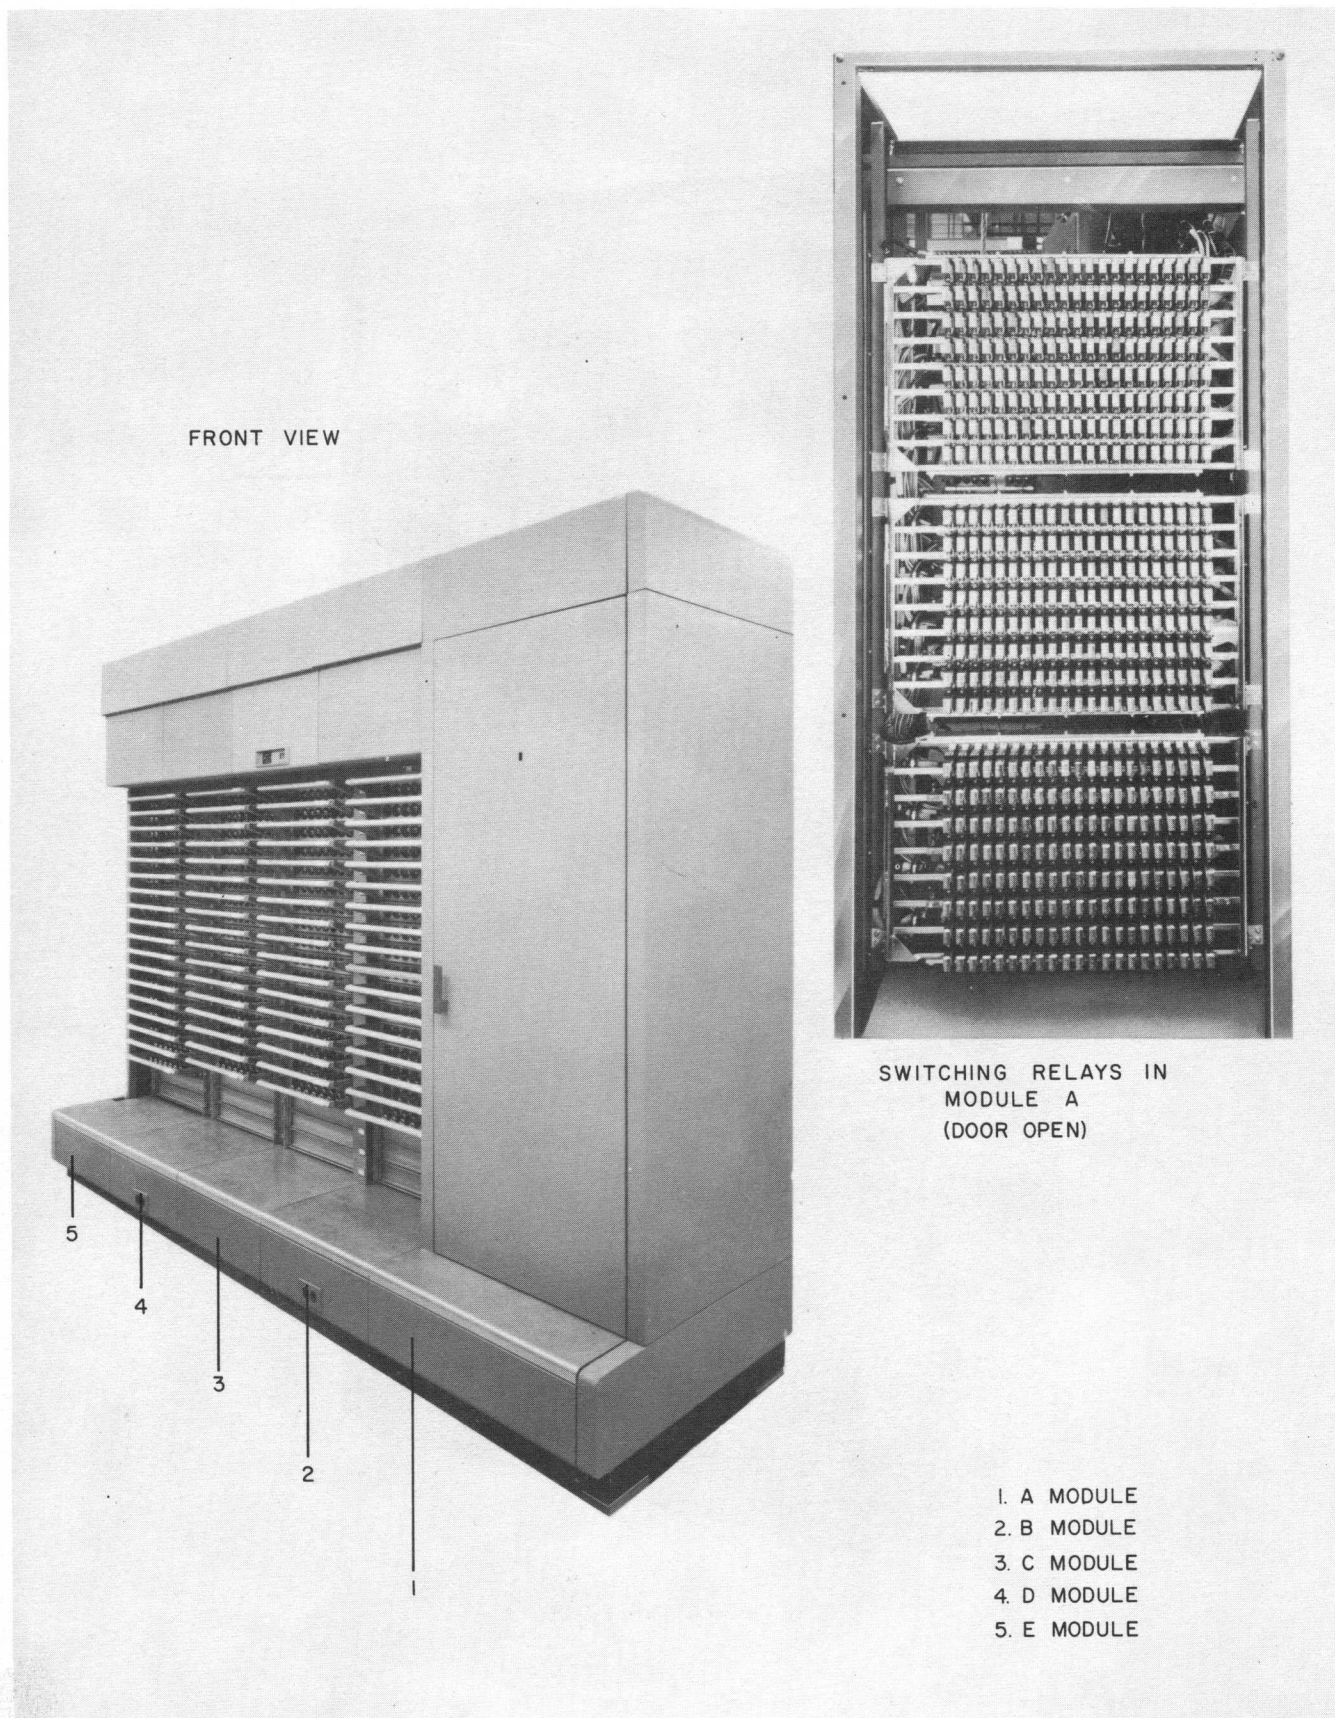 FRONT VIEW
SWITCHING RELAYS IN
MODULE A
(DOOR OPEN)
5
4
3
2
1
1. A MODULE
2. B MODULE
3. C MODULE
4. D MODULE
5. E MODULE